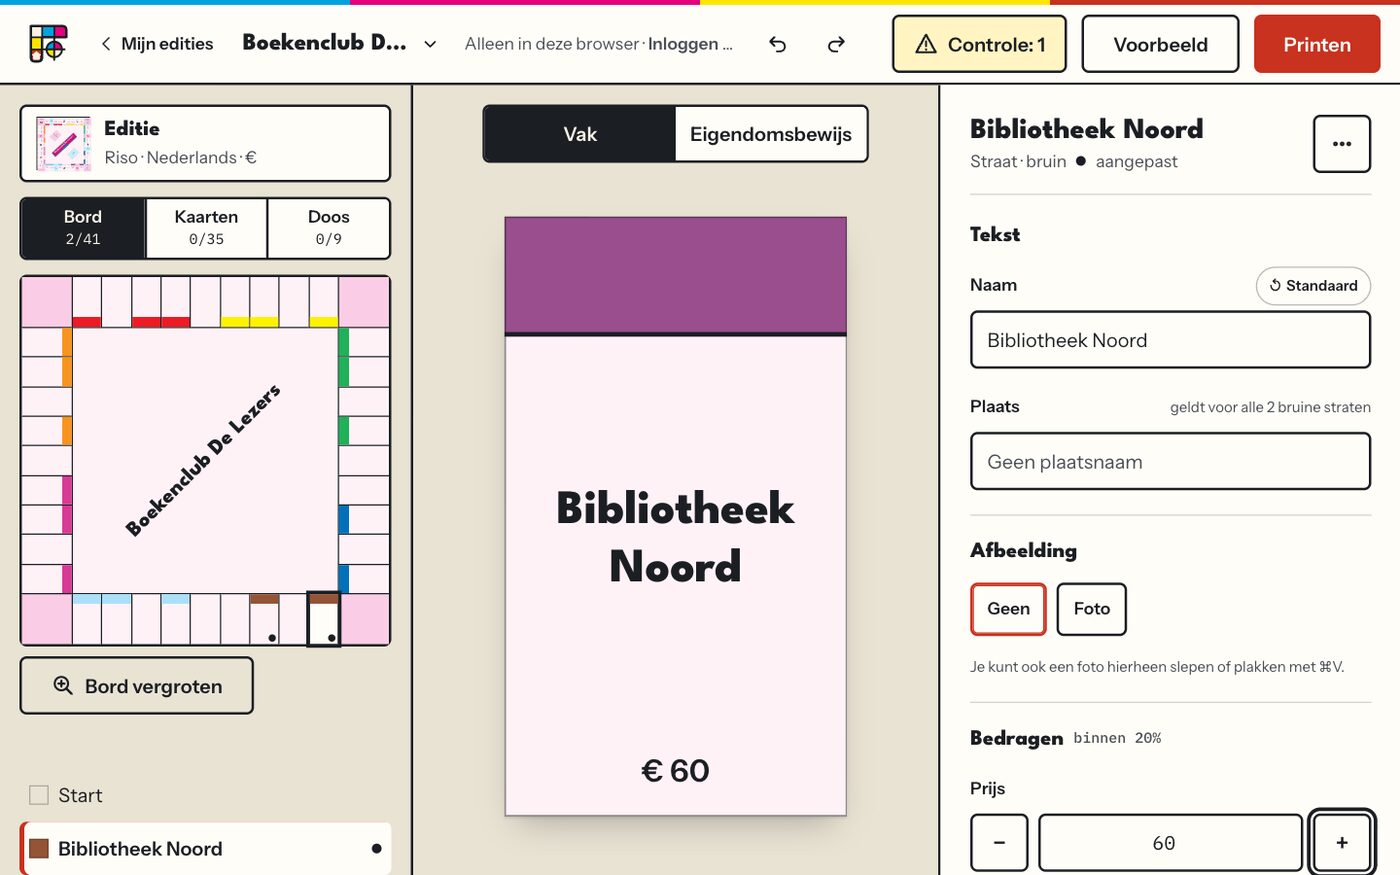 Mijn edities
Boekenclub D...
Alleen in deze browser · Inloggen ...
Controle: 1
Voorbeeld
Printen
Editie
Riso · Nederlands · €
Bord
2/41
Kaarten
0/35
Doos
0/9
Boekenclub De Lezers
Bord vergroten
Start
Bibliotheek Noord
Vak
Eigendomsbewijs
Bibliotheek
Noord
€ 60
Bibliotheek Noord
Straat · bruin ● aangepast
Tekst
Naam
Standaard
Bibliotheek Noord
Plaats
geldt voor alle 2 bruine straten
Geen plaatsnaam
Afbeelding
Geen
Foto
Je kunt ook een foto hierheen slepen of plakken met ⌘V.
Bedragen binnen 20%
Prijs
− 60 +